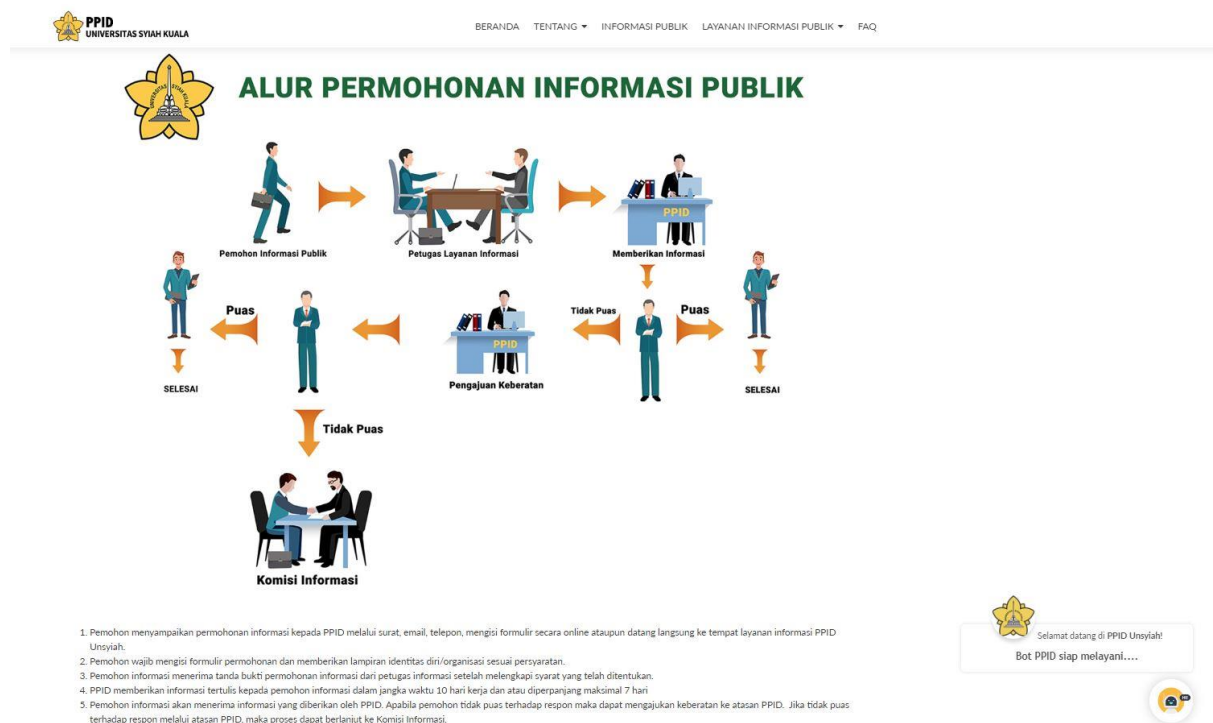 PPID
UNIVERSITAS SYIAH KUALA
BERANDA TENTANG INFORMASI PUBLIK LAYANAN INFORMASI PUBLIK FAQ
UNIVERSITAS SYIAH KUALA
ALUR PERMOHONAN INFORMASI PUBLIK
PPID
Pemohon Informasi Publik Petugas Layanan Informasi Memberikan Informasi
Puas Tidak Puas Puas
PPID
Pengajuan Keberatan
SELESAI SELESAI
Tidak Puas
Komisi Informasi
1. Pemohon menyampaikan permohonan informasi kepada PPID melalui surat, email, telepon, mengisi formulir secara online ataupun datang langsung ke tempat layanan informasi PPID
Unsyiah.
2. Pemohon wajib mengisi formulir permohonan dan memberikan lampiran identitas diri/organisasi sesuai persyaratan.
3. Pemohon informasi menerima tanda bukti permohonan informasi dari petugas informasi setelah melengkapi syarat yang telah ditentukan.
4. PPID memberikan informasi tertulis kepada pemohon informasi dalam jangka waktu 10 hari kerja dan atau diperpanjang maksimal 7 hari
5. Pemohon informasi akan menerima informasi yang diberikan oleh PPID. Apabila pemohon tidak puas terhadap respon maka dapat mengajukan keberatan ke atasan PPID. Jika tidak puas
terhadap respon melalui atasan PPID, maka proses dapat berlanjut ke Komisi Informasi.
Selamat datang di PPID Unsyiah!
Bot PPID siap melayani....